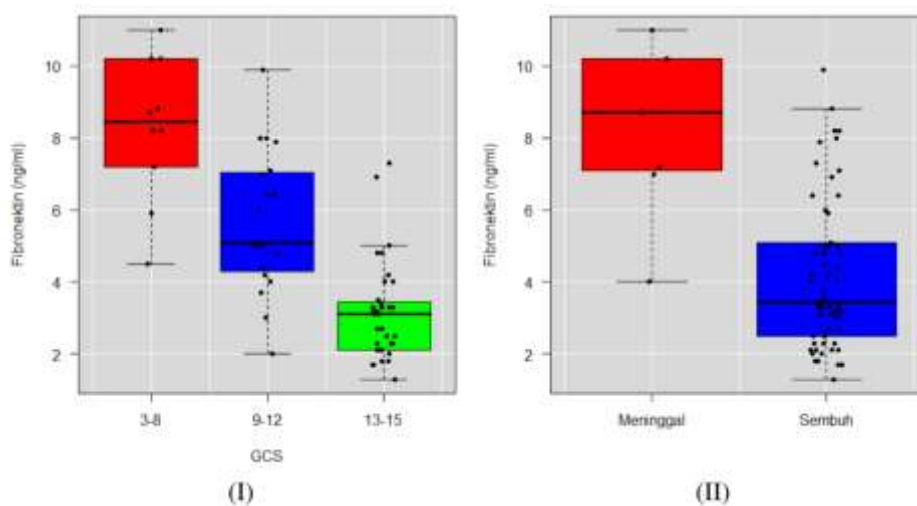 Fibronektin (ng/ml)
10
8
6
4
2
3-8
9-12
13-15
GCS
(I)
Fibronektin (ng/ml)
10
8
6
4
2
Meninggal
Sembuh
(II)